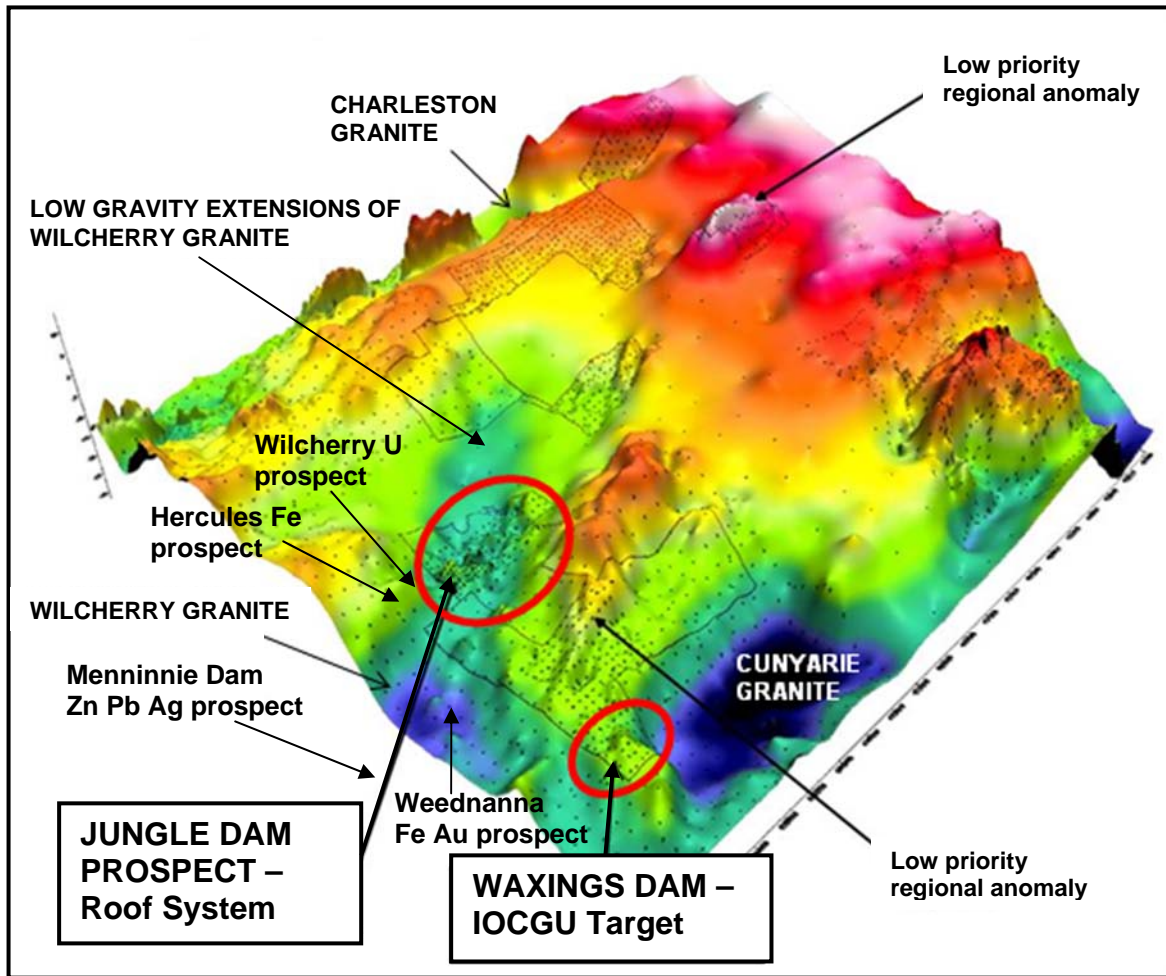 Low priority
regional anomaly
CHARLESTON
GRANITE
LOW GRAVITY EXTENSIONS OF
WILCHERRY GRANITE
Wilcherry U
prospect
Hercules Fe
prospect
WILCHERRY GRANITE
Menninnie Dam
Zn Pb Ag prospect
CUNYARIE
GRANITE
Weednanna
Fe Au prospect
JUNGLE DAM
PROSPECT –
Roof System
WAXINGS DAM –
IOCGU Target
Low priority
regional anomaly